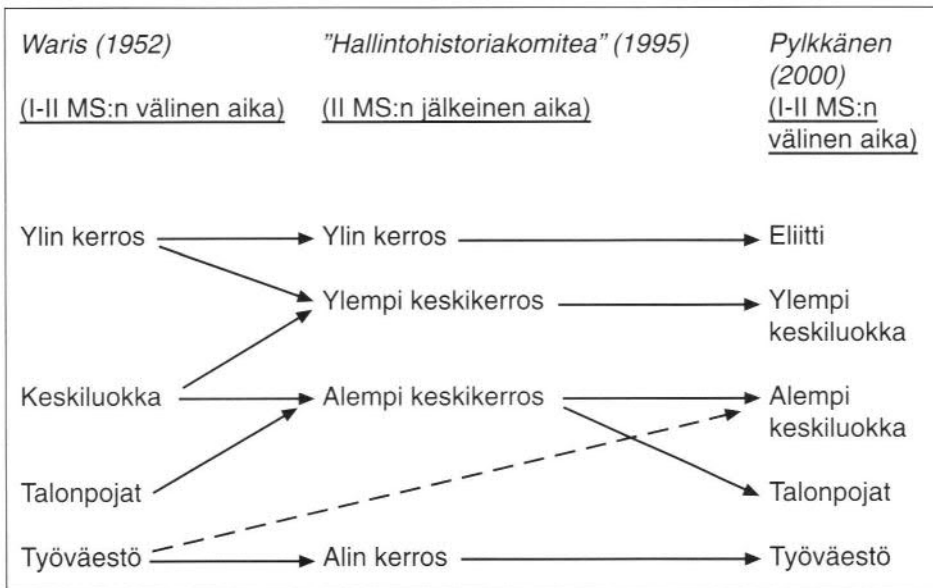 Waris (1952)
"Hallintohistoriakomitea" (1995)
Pylkkänen
(2000)
(I-II MS:n välinen aika)
(II MS:n jälkeinen aika)
(I-II MS:n
välinen aika)
Ylin kerros
Ylin kerros
Eliitti
Ylempi keskikerros
Ylempi
keskiluokka
Keskiluokka
Alempi keskikerros
Alempi
keskiluokka
Talonpojat
Talonpojat
Työväestö
Alin kerros
Työväestö